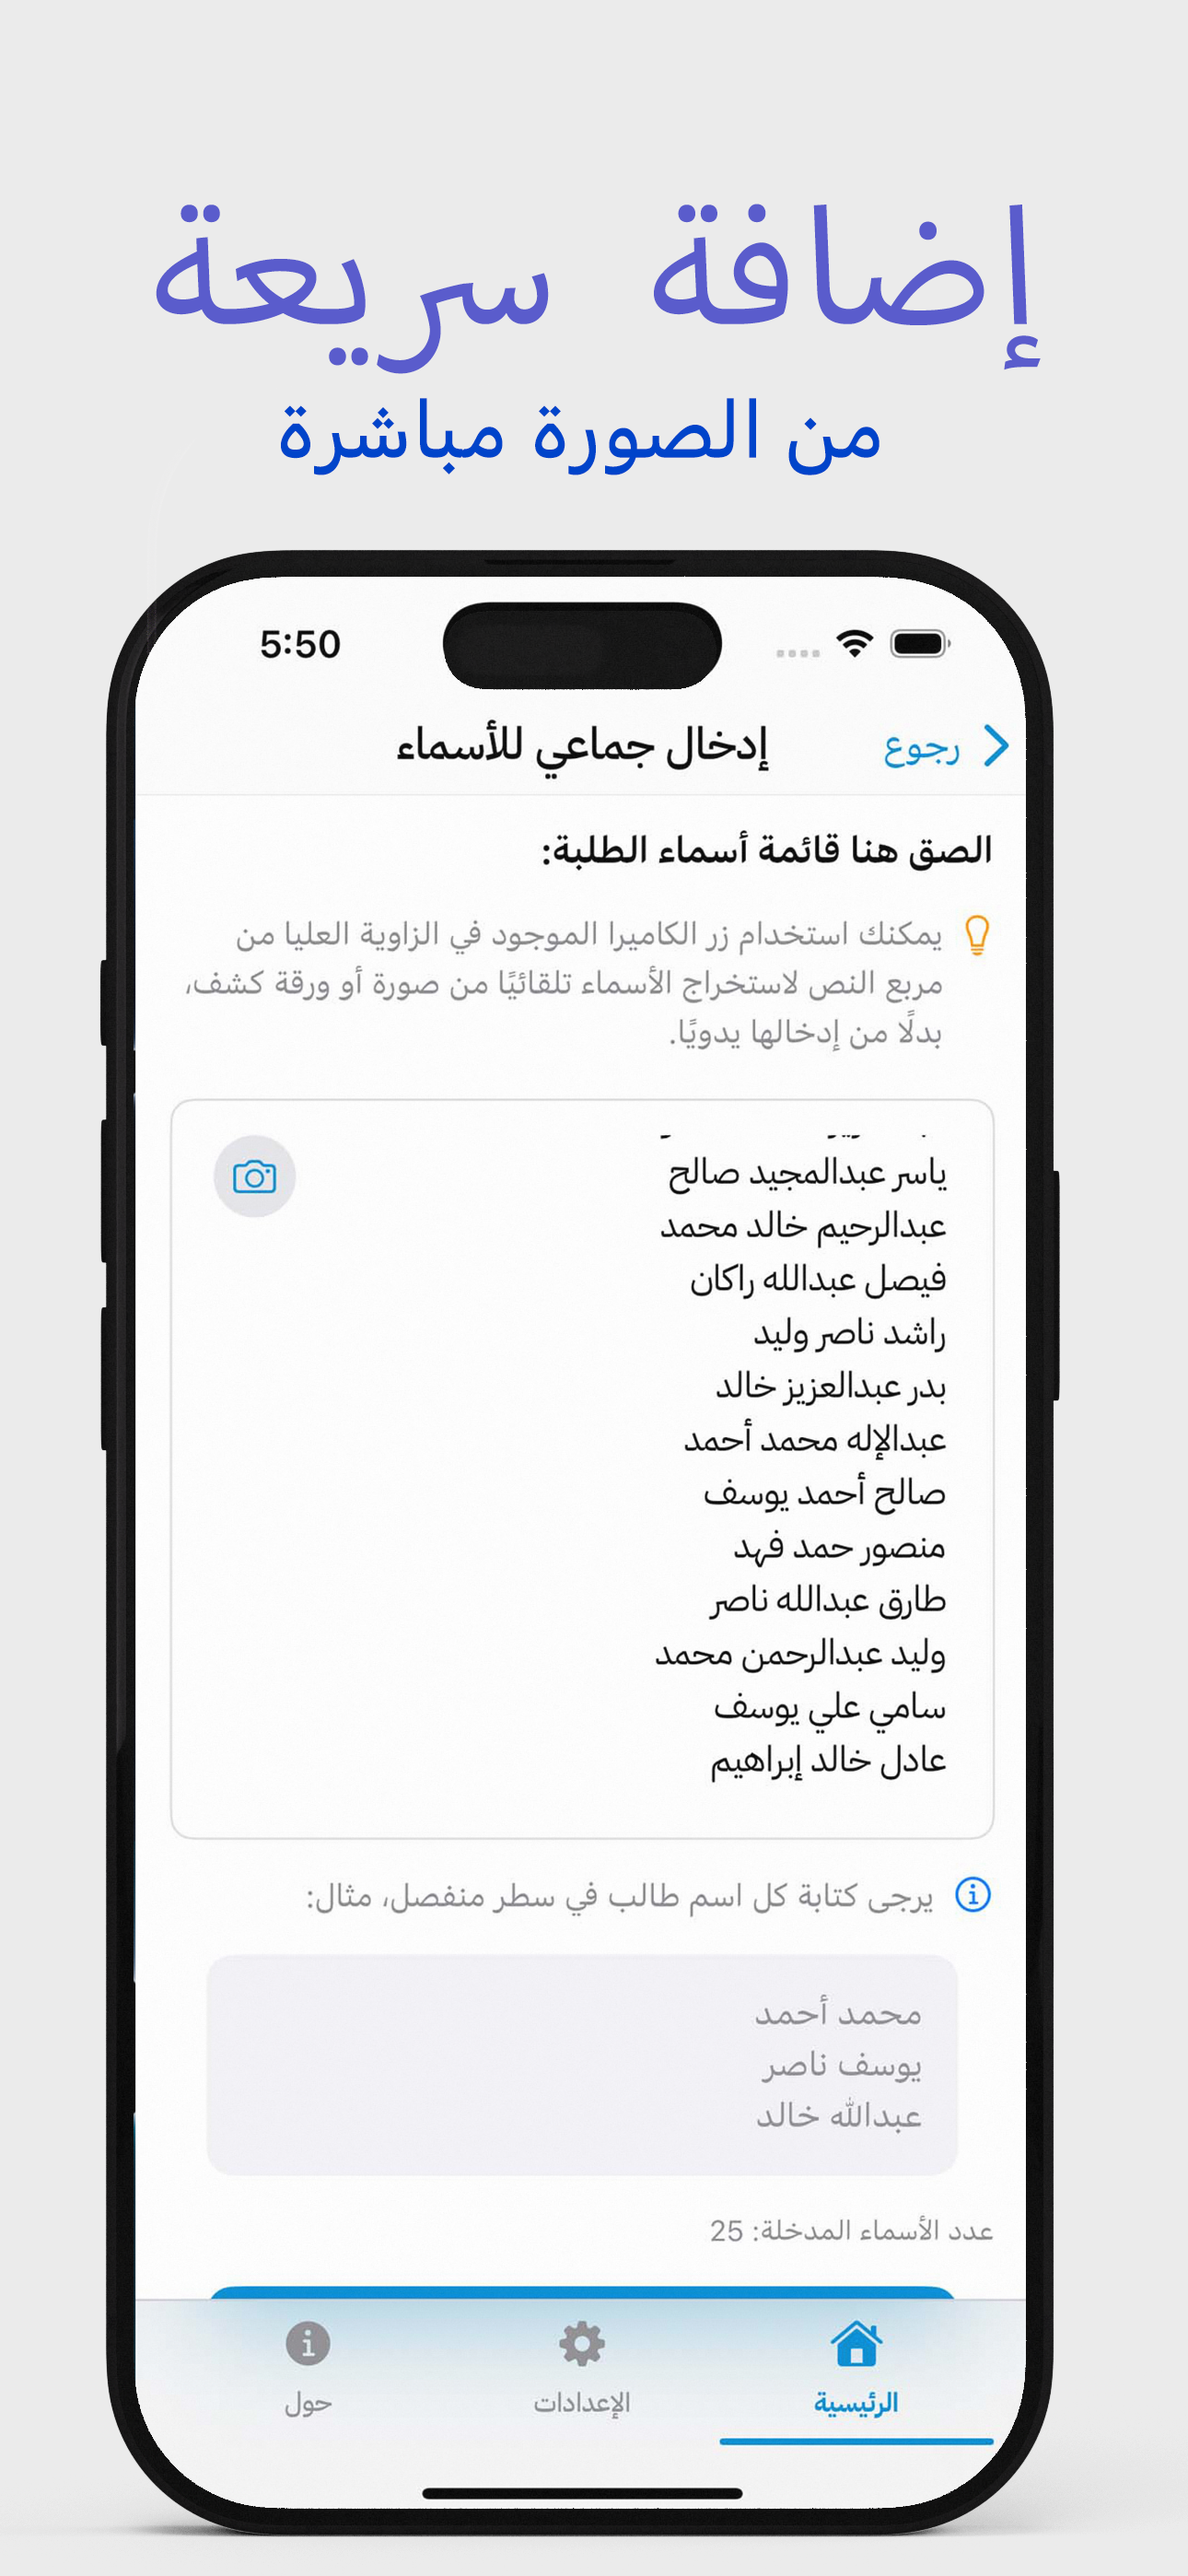 إضافة سريعة
من الصورة مباشرة
5:50
رجوع
إدخال جماعي للأسماء
الصق هنا قائمة أسماء الطلبة:
يمكنك استخدام زر الكاميرا الموجود في الزاوية العليا من
مربع النص لاستخراج الأسماء تلقائيًا من صورة أو ورقة كشف،
بدلًا من إدخالها يدويًا.
ياسر عبدالمجيد صالح
عبدالرحيم خالد محمد
فيصل عبدالله راكان
راشد ناصر وليد
بدر عبدالعزيز خالد
عبدالإله محمد أحمد
صالح أحمد يوسف
منصور حمد فهد
طارق عبدالله ناصر
وليد عبدالرحمن محمد
سامي علي يوسف
عادل خالد إبراهيم
يرجى كتابة كل اسم طالب في سطر منفصل، مثال:
محمد أحمد
يوسف ناصر
عبدالله خالد
عدد الأسماء المدخلة: 25
الرئيسية
الإعدادات
حول